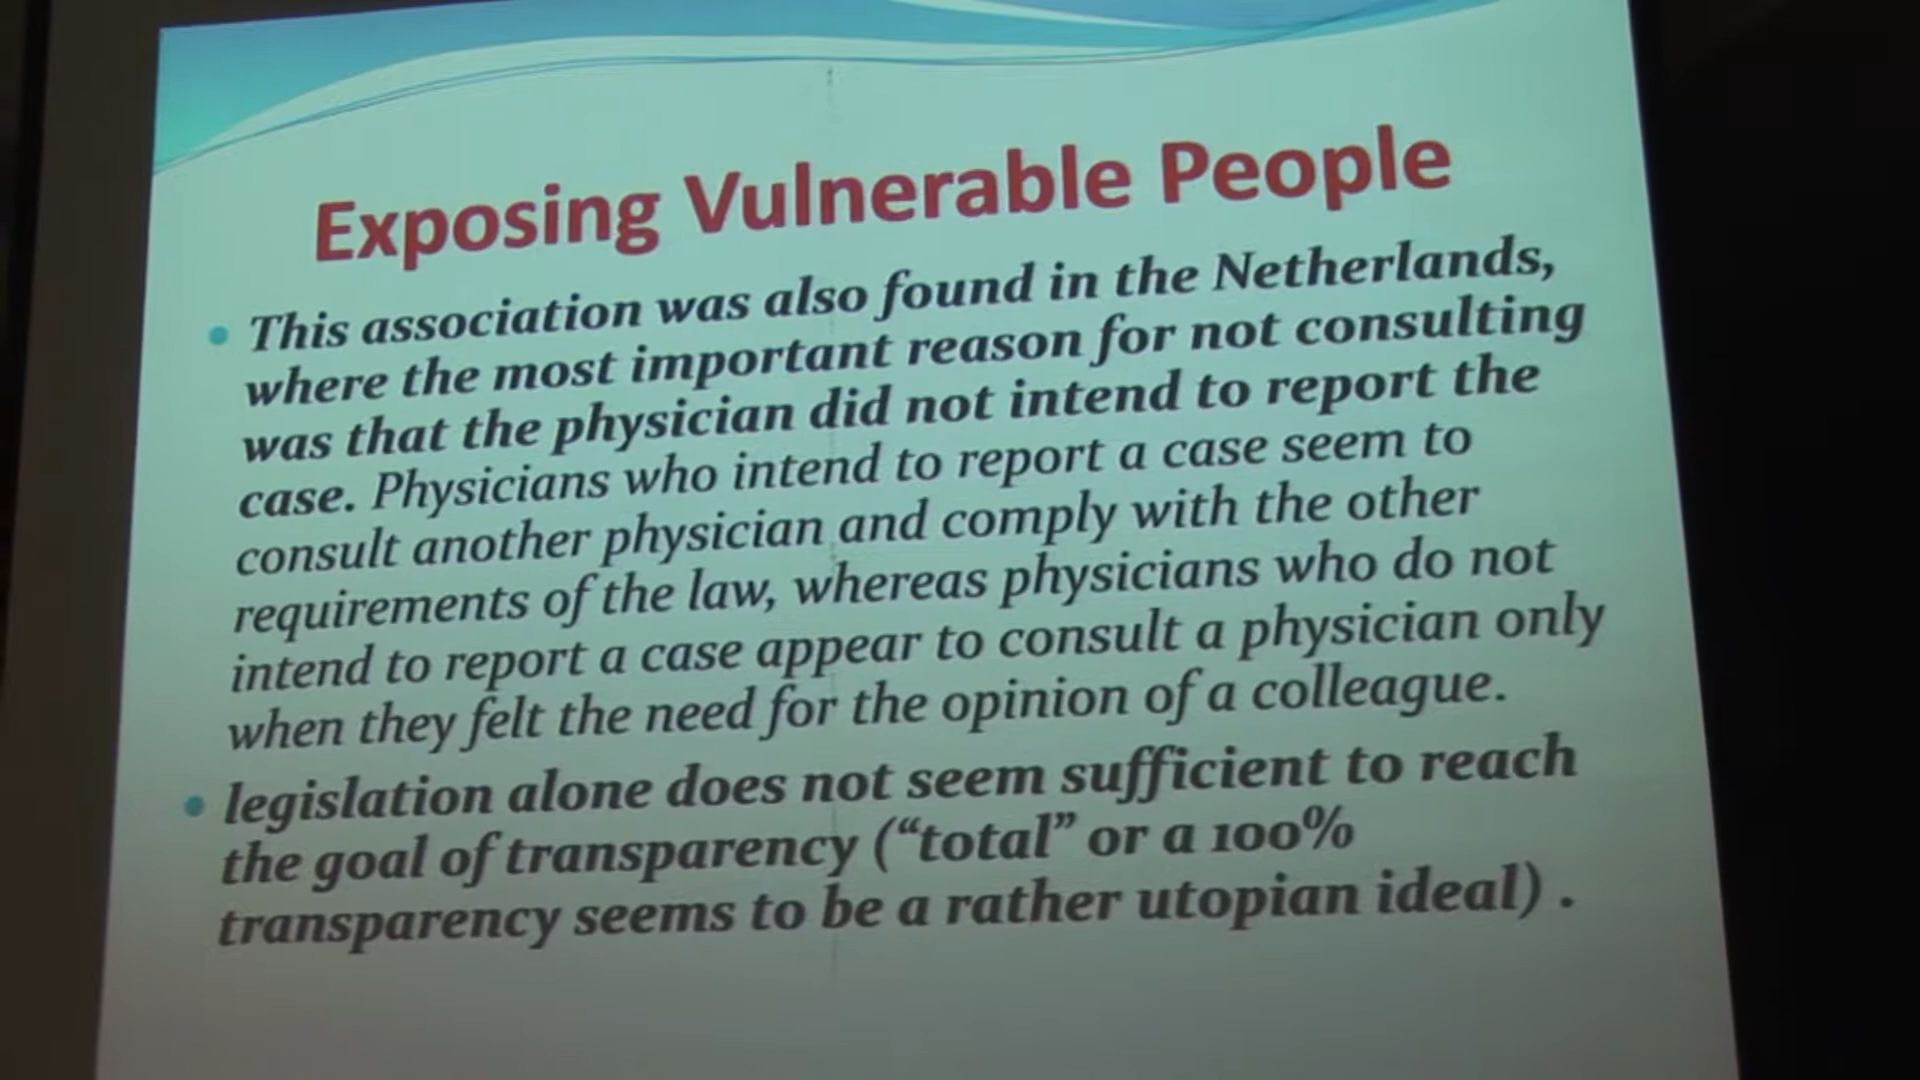 Exposing Vulnerable People
This association was also found in the Netherlands,
where the most important reason for not consulting
was that the physician did not intend to report the
case. Physicians who intend to report a case seem to
consult another physician and comply with the other
requirements of the law, whereas physicians who do not
intend to report a case appear to consult a physician only
when they felt the need for the opinion of a colleague.
legislation alone does not seem sufficient to reach
the goal of transparency (“total” or a 100%
transparency seems to be a rather utopian ideal) .